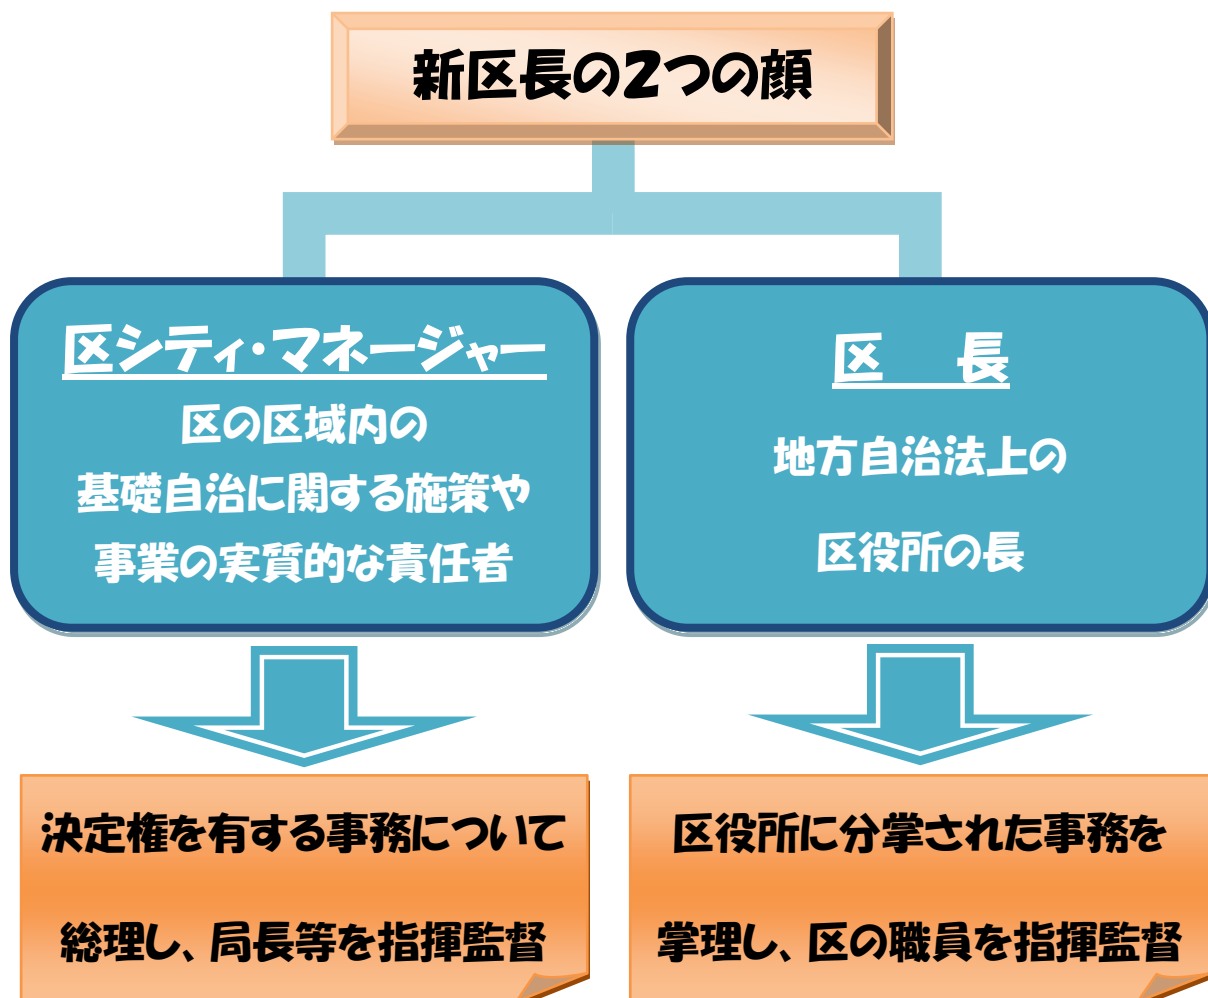 新区長の2つの顔
区シティ・マネージャー
区の区域内の
基礎自治に関する施策や
事業の実質的な責任者
区　長
地方自治法上の
区役所の長
決定権を有する事務について
総理し、局長等を指揮監督
区役所に分掌された事務を
掌理し、区の職員を指揮監督